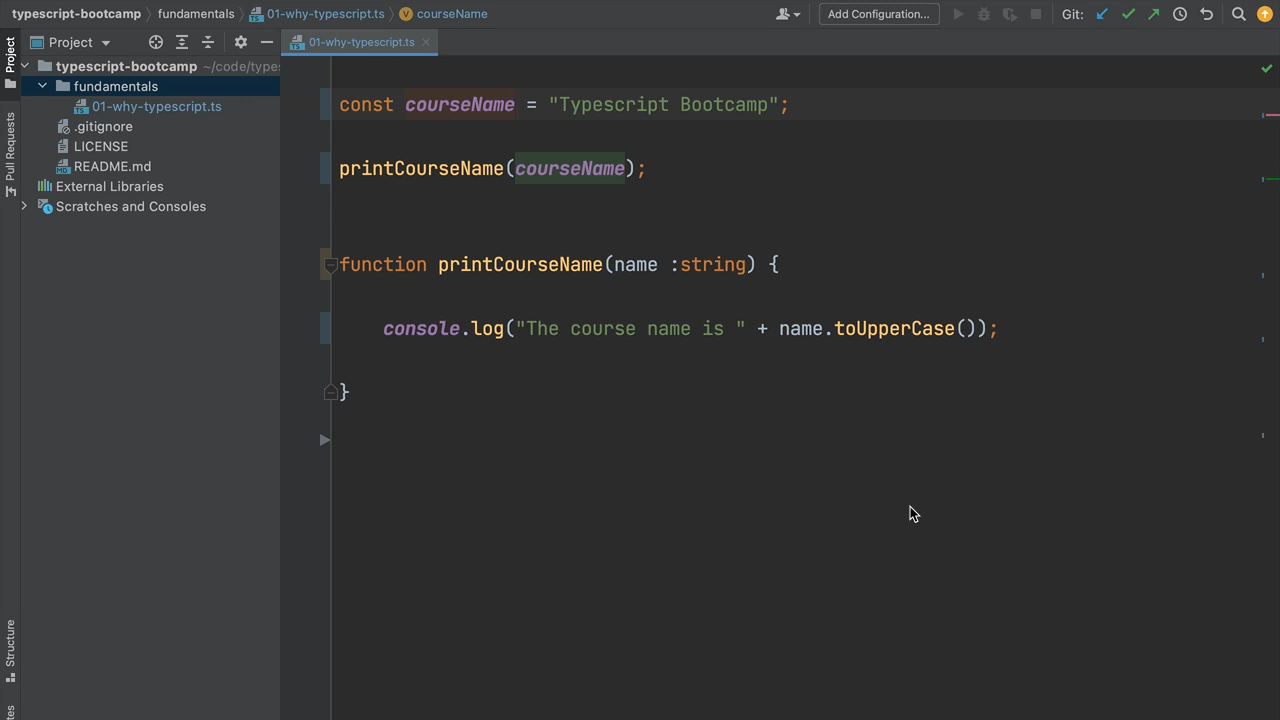 typescript-bootcamp fundamentals 01-why-typescript.ts courseName Add Configuration... Git:
Project 01-why-typescript.ts
Project
typescript-bootcamp ~/code/types
fundamentals
01-why-typescript.ts
.gitignore
LICENSE
README.md
External Libraries
Scratches and Consoles
Pull Requests
Structure
const courseName = "Typescript Bootcamp";
printCourseName(courseName);
function printCourseName(name :string) {
console.log("The course name is " + name.toUpperCase());
}